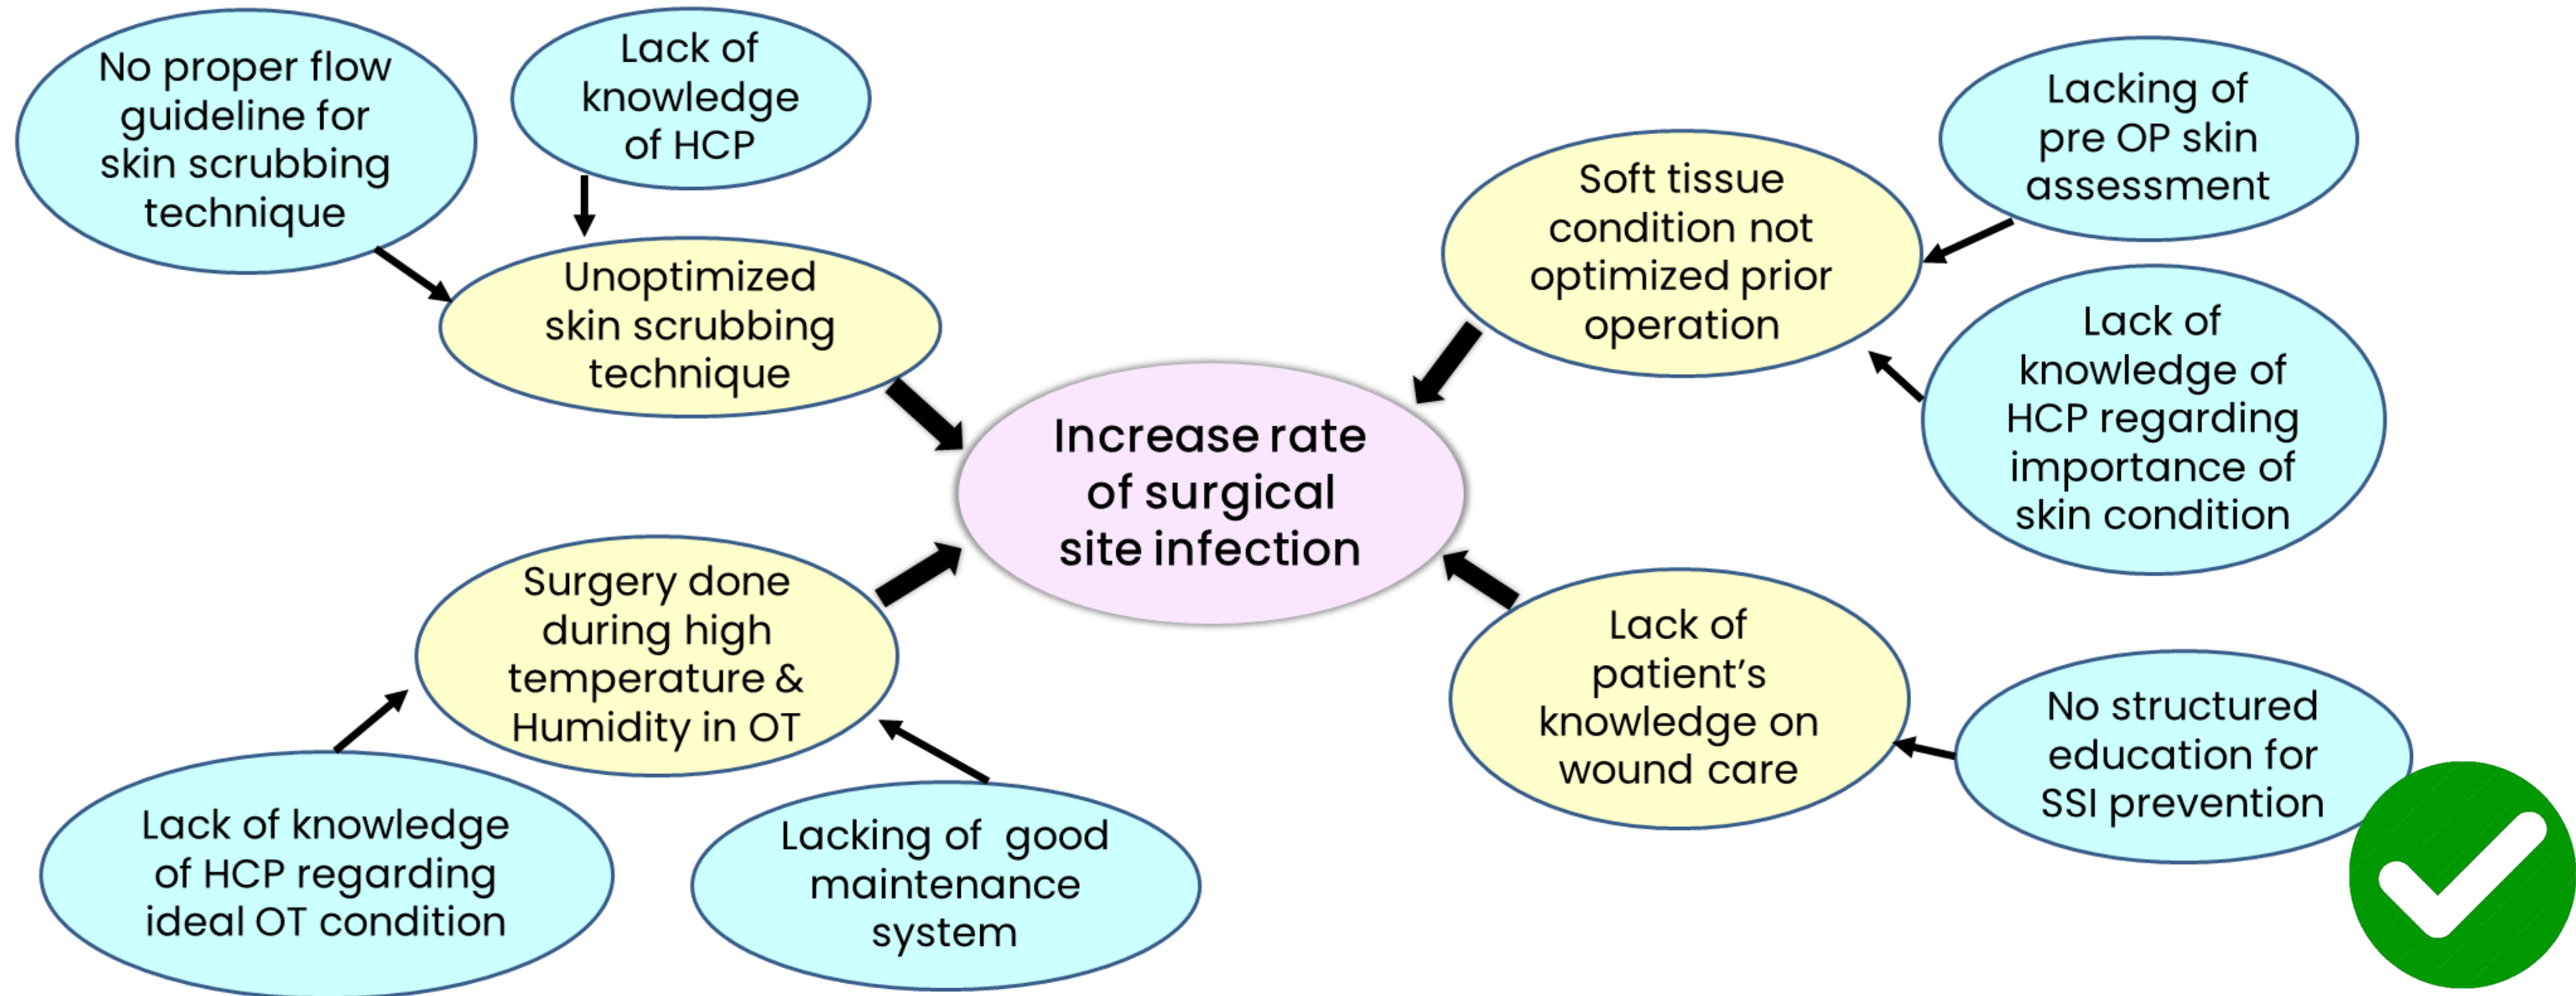 No proper flow
guideline for
skin scrubbing
technique
Lack of
knowledge
of HCP
Unoptimized
skin scrubbing
technique
Soft tissue
condition not
optimized prior
operation
Lacking of
pre OP skin
assessment
Lack of
knowledge of
HCP regarding
importance of
skin condition
Increase rate
of surgical
site infection
Surgery done
during high
temperature &
Humidity in OT
Lack of knowledge
of HCP regarding
ideal OT condition
Lacking of good
maintenance
system
Lack of
patient’s
knowledge on
wound care
No structured
education for
SSI prevention